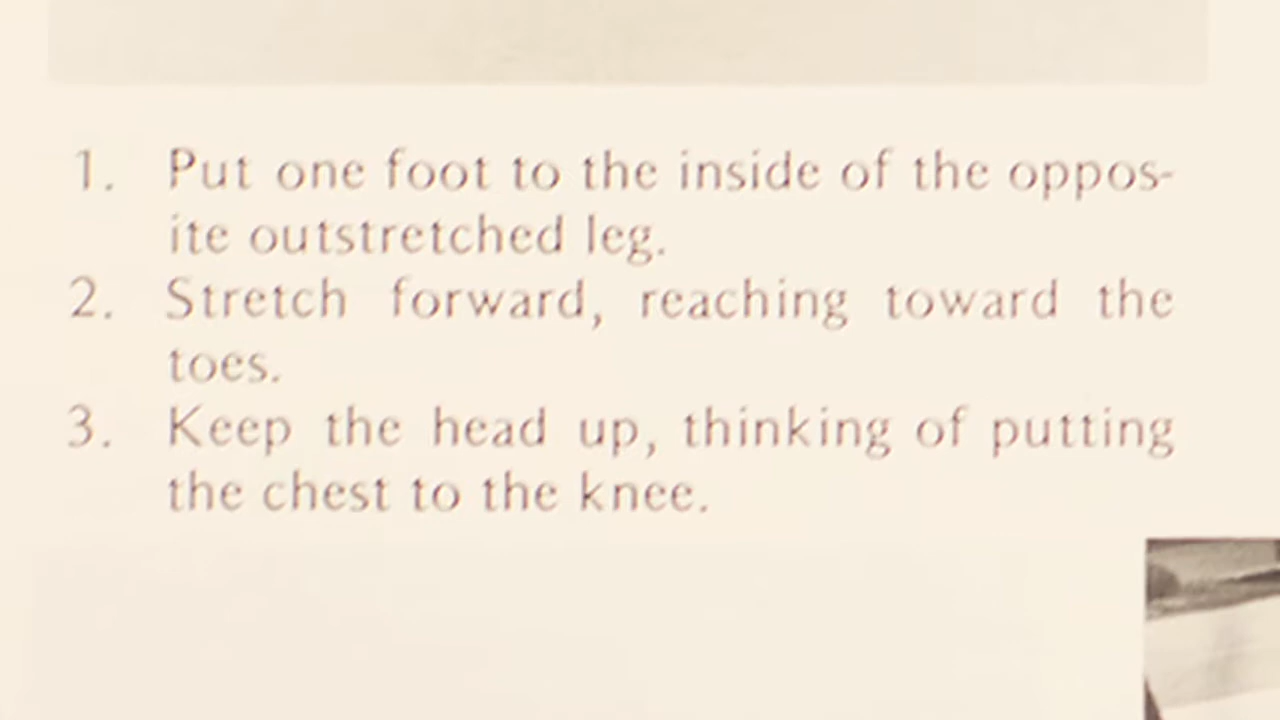 1. Put one foot to the inside of the oppos-
ite outstretched leg.
2. Stretch forward, reaching toward the
toes.
3. Keep the head up, thinking of putting
the chest to the knee.